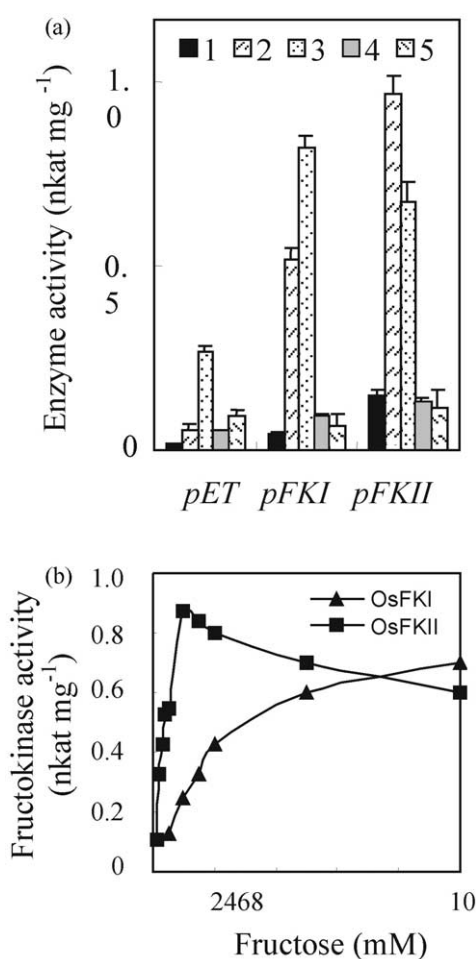 (a)
1 2 3 4 5
Enzyme activity (nkat mg -1)
1.
0
0.
5
0
pET pFKI pFKII
(b)
OsFKI
OsFKII
Fructokinase activity
(nkat mg -1)
1.0
0.8
0.6
0.4
0.2
0
2468 10
Fructose (mM)